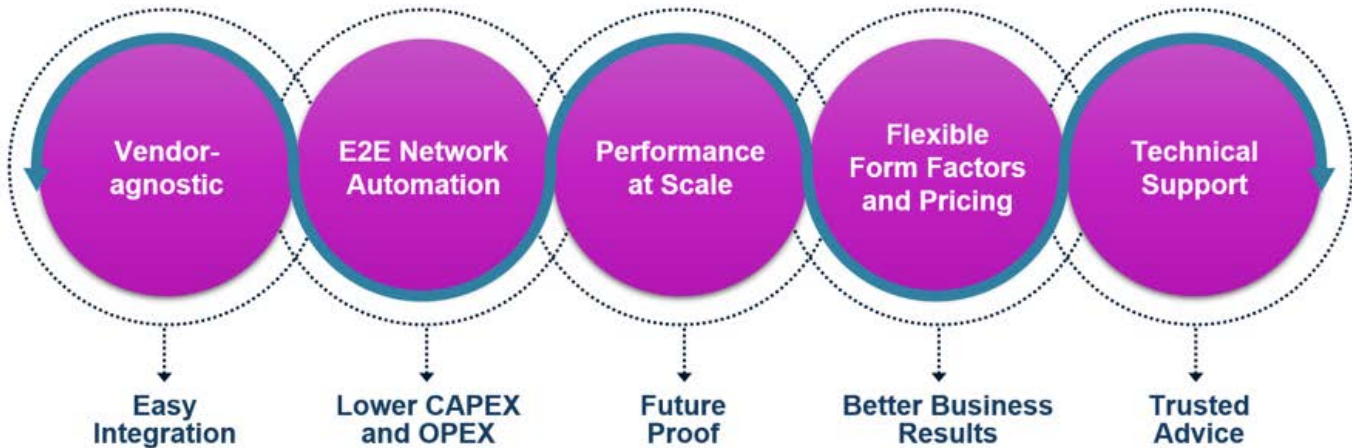 Vendor-
agnostic
E2E Network
Automation
Performance
at Scale
Flexible
Form Factors
and Pricing
Technical
Support
Easy
Integration
Lower CAPEX
and OPEX
Future
Proof
Better Business
Results
Trusted
Advice